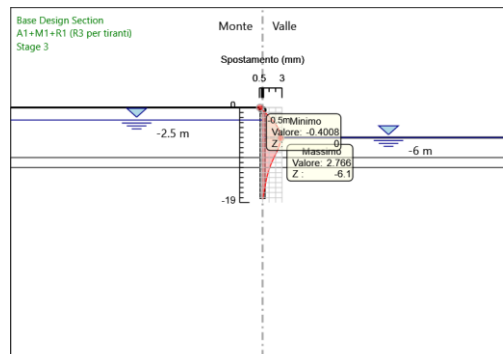 Base Design Section
A1+M1+R1 (R3 per tiranti)
Stage 3
Monte
Valle
Spostamento (mm)
0.5
3
0
-0.5m
Minimo
Valore: -0.4008
Z : 0
-2.5 m
-6 m
Massimo
Valore: 2.766
Z : -6.1
-19